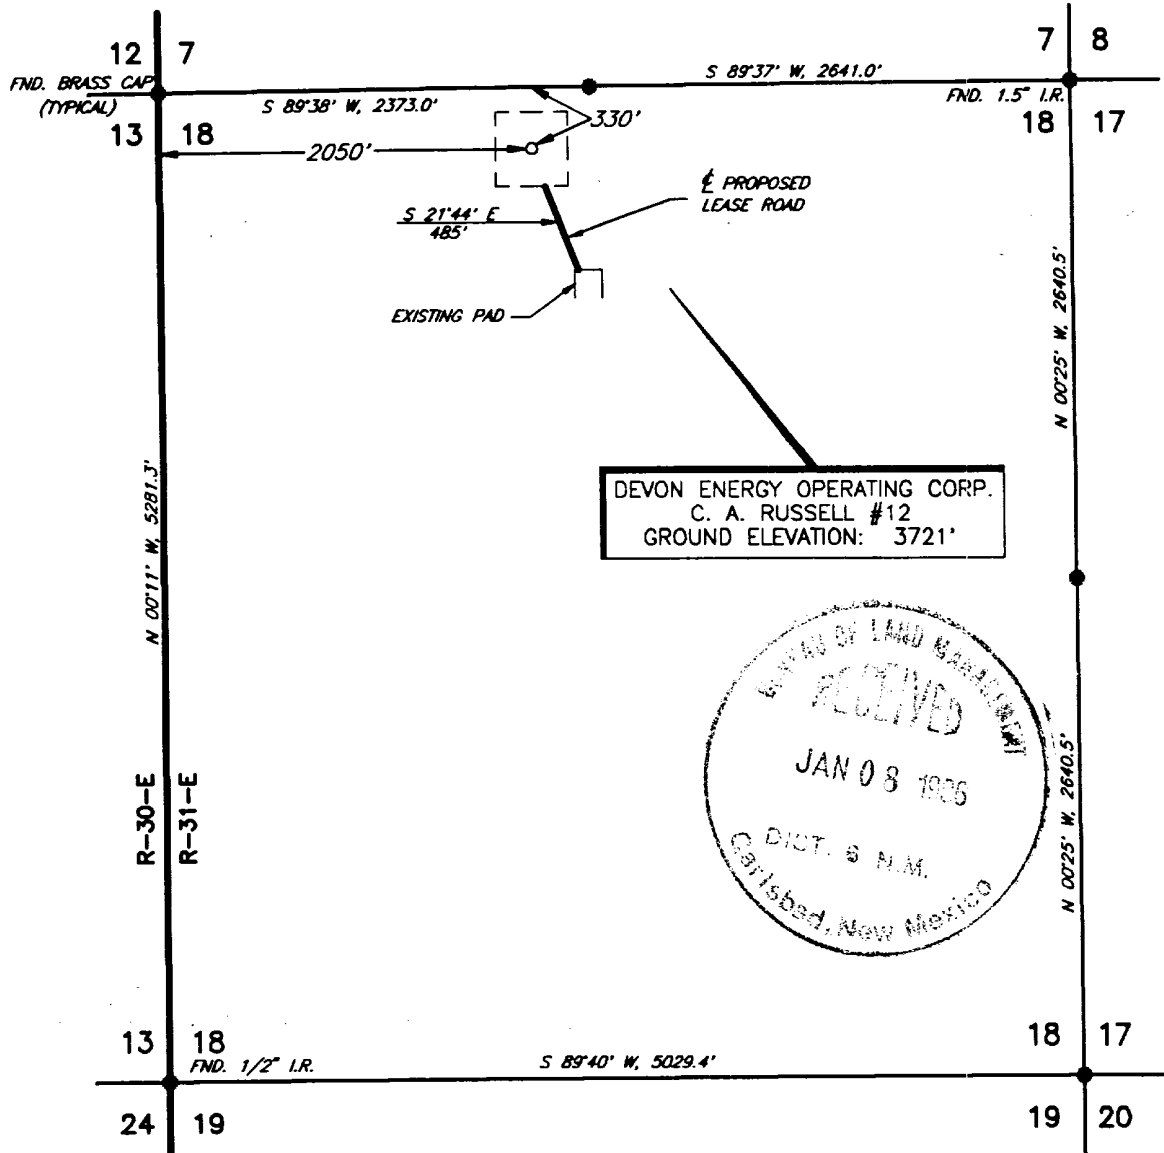 12 7
7 8
FND. BRASS CAP
(TYPICAL)
S 89°38' W, 2373.0'
S 89°37' W, 2641.0'
FND. 1.5" I.R.
13 18
18 17
330'
2050'
℄ PROPOSED
LEASE ROAD
S 21°44' E
485'
EXISTING PAD
N 00°25' W, 2640.5'
N 00°11' W, 5281.3'
DEVON ENERGY OPERATING CORP.
C. A. RUSSELL #12
GROUND ELEVATION: 3721'
BUREAU OF LAND MANAGEMENT
RECEIVED
JAN 08
DIST. 6 N.M.
Carlsbad, New Mexico
N 00°25' W, 2640.5'
R-30-E
R-31-E
13 18
18 17
FND. 1/2" I.R.
S 89°40' W, 5029.4'
24 19
19 20